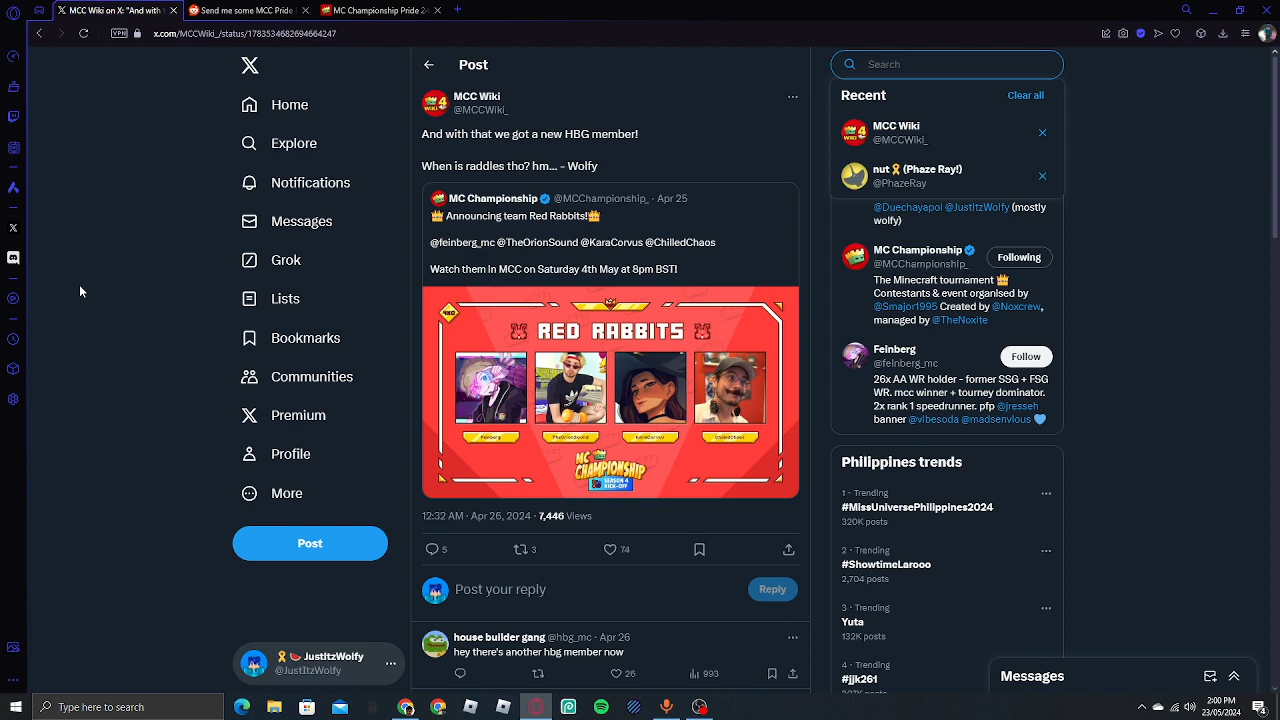 MCC Wiki on X: "And with t
Send me some MCC Pride
MC Championship Pride 2
VPN
x.com/MCCWiki_/status/1783534682694664247
Home
Explore
Notifications
Messages
Grok
Lists
Bookmarks
Communities
Premium
Profile
More
Post
JustItzWolfy
@JustItzWolfy
Post
MCC Wiki
@MCCWiki_
And with that we got a new HBG member!
When is raddles tho? hm... - Wolfy
MC Championship @MCChampionship_ · Apr 25
Announcing team Red Rabbits!
@feinberg_mc @TheOrionSound @KaraCorvus @ChilledChaos
Watch them in MCC on Saturday 4th May at 8pm BST!
RED RABBITS
Feinberg
TheOrionSound
KaraCorvus
ChilledChaos
MC
CHAMPIONSHIP
SEASON 4
KICK-OFF
12:32 AM · Apr 26, 2024 · 7,446 Views
5
3
74
Post your reply
Reply
house builder gang @hbg_mc · Apr 26
hey there's another hbg member now
26
993
Search
Recent
Clear all
MCC Wiki
@MCCWiki_
nut (Phaze Ray!)
@PhazeRay
@Duechayapol @JustItzWolfy (mostly
wolfy)
MC Championship
@MCChampionship_
Following
The Minecraft tournament
Contestants & event organised by
@Smajor1995 Created by @Noxcrew,
managed by @TheNoxite
Feinberg
@feinberg_mc
Follow
26x AA WR holder - former SSG + FSG
WR. mcc winner + tourney dominator.
2x rank 1 speedrunner. pfp @jresseh
banner @vibesoda @madsenvious
Philippines trends
1 · Trending
#MissUniversePhilippines2024
320K posts
2 · Trending
#ShowtimeLarooo
2,704 posts
3 · Trending
Yuta
132K posts
4 · Trending
#jjk261
Messages
Type here to search
2:00 PM
23/05/2024